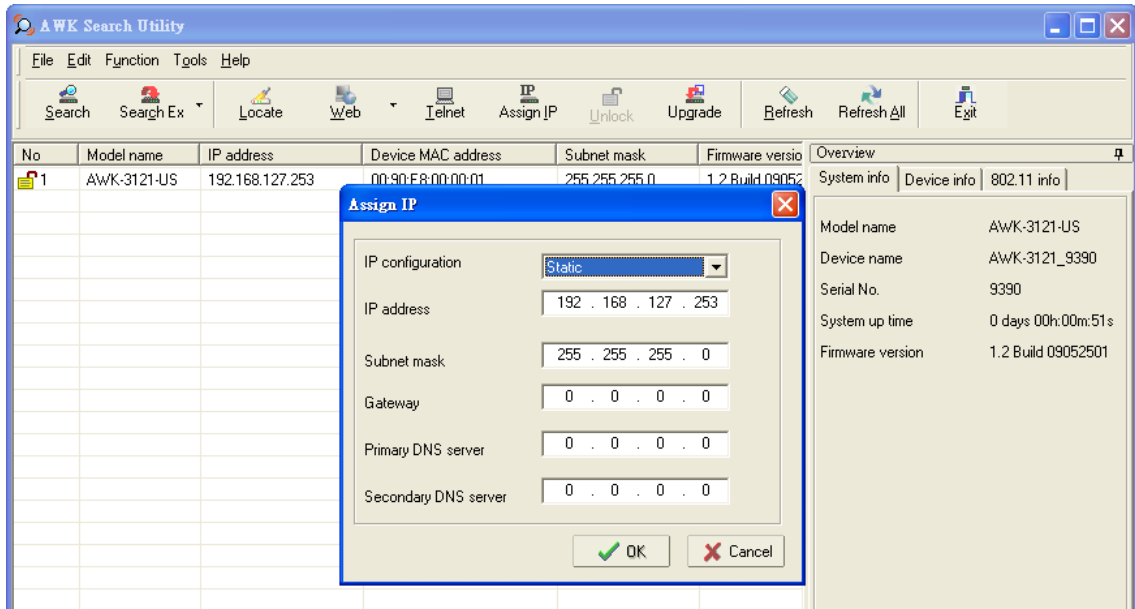 AWK Search Utility
File Edit Function Tools Help
Search Search Ex Locate Web Telnet Assign IP Unlock Upgrade Refresh Refresh All Exit
No Model name IP address Device MAC address Subnet mask Firmware versio
1 AWK-3121-US 192.168.127.253 00:90:E8:00:00:01 255.255.255.0 1.2 Build 09052
Assign IP
IP configuration Static
IP address 192 . 168 . 127 . 253
Subnet mask 255 . 255 . 255 . 0
Gateway 0 . 0 . 0 . 0
Primary DNS server 0 . 0 . 0 . 0
Secondary DNS server 0 . 0 . 0 . 0
OK Cancel
Overview
System info Device info 802.11 info
Model name AWK-3121-US
Device name AWK-3121_9390
Serial No. 9390
System up time 0 days 00h:00m:51s
Firmware version 1.2 Build 09052501